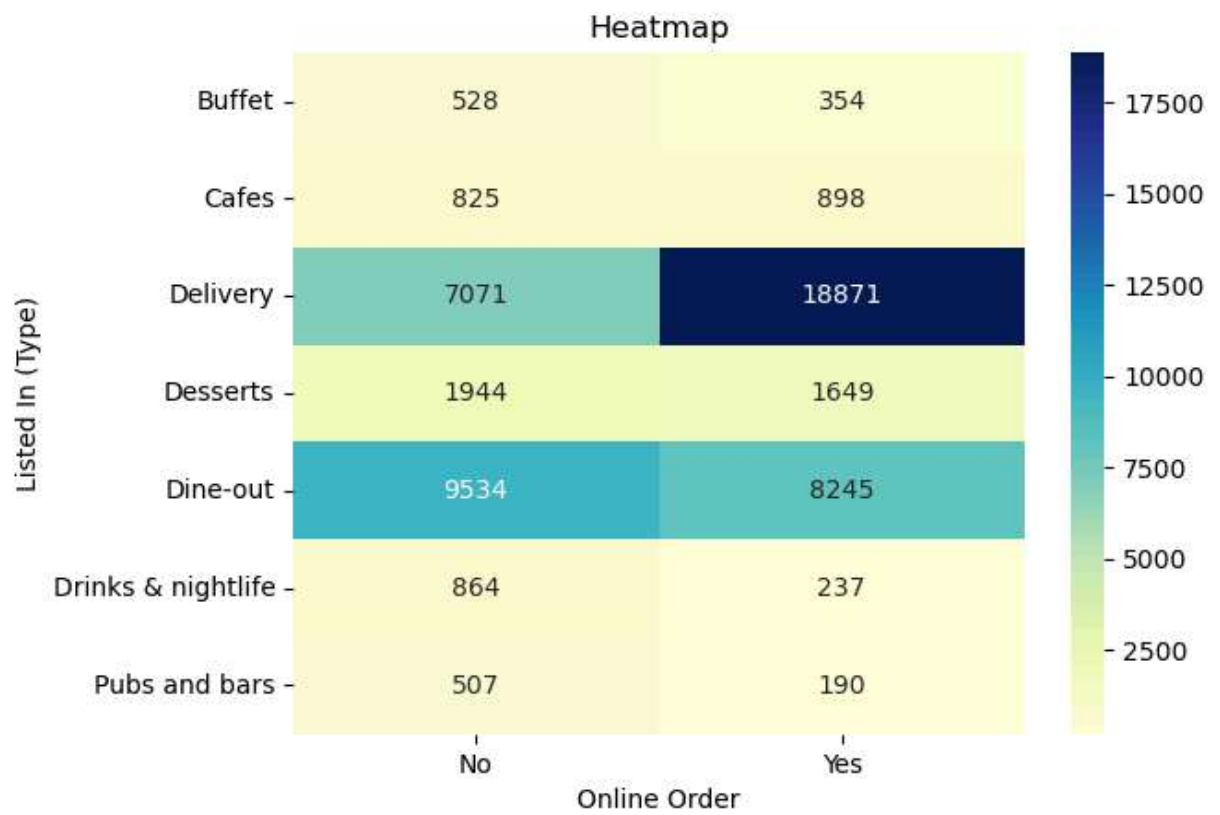 Heatmap
Buffet
528
354
Cafes
825
898
Delivery
7071
18871
Desserts
1944
1649
Dine-out
9534
8245
Drinks & nightlife
864
237
Pubs and bars
507
190
No
Yes
Online Order
Listed In (Type)
17500
15000
12500
10000
7500
5000
2500